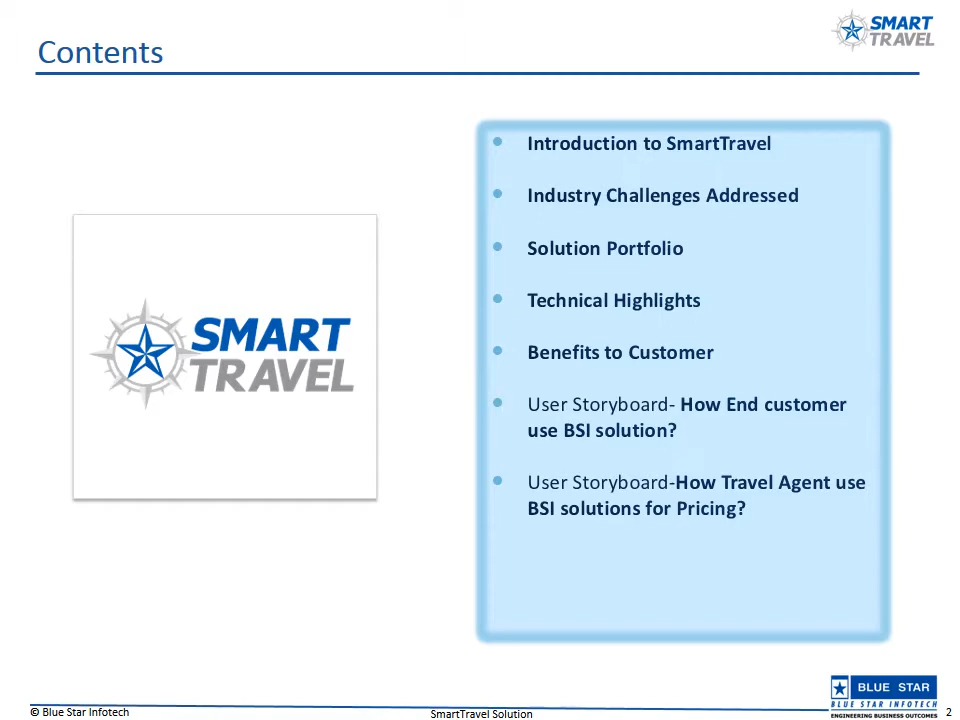 SMART
TRAVEL
Contents
SMART
TRAVEL
Introduction to SmartTravel
Industry Challenges Addressed
Solution Portfolio
Technical Highlights
Benefits to Customer
User Storyboard- How End customer
use BSI solution?
User Storyboard-How Travel Agent use
BSI solutions for Pricing?
© Blue Star Infotech
SmartTravel Solution
BLUE STAR
BLUE STAR INFOTECH
ENGINEERING BUSINESS OUTCOMES
2